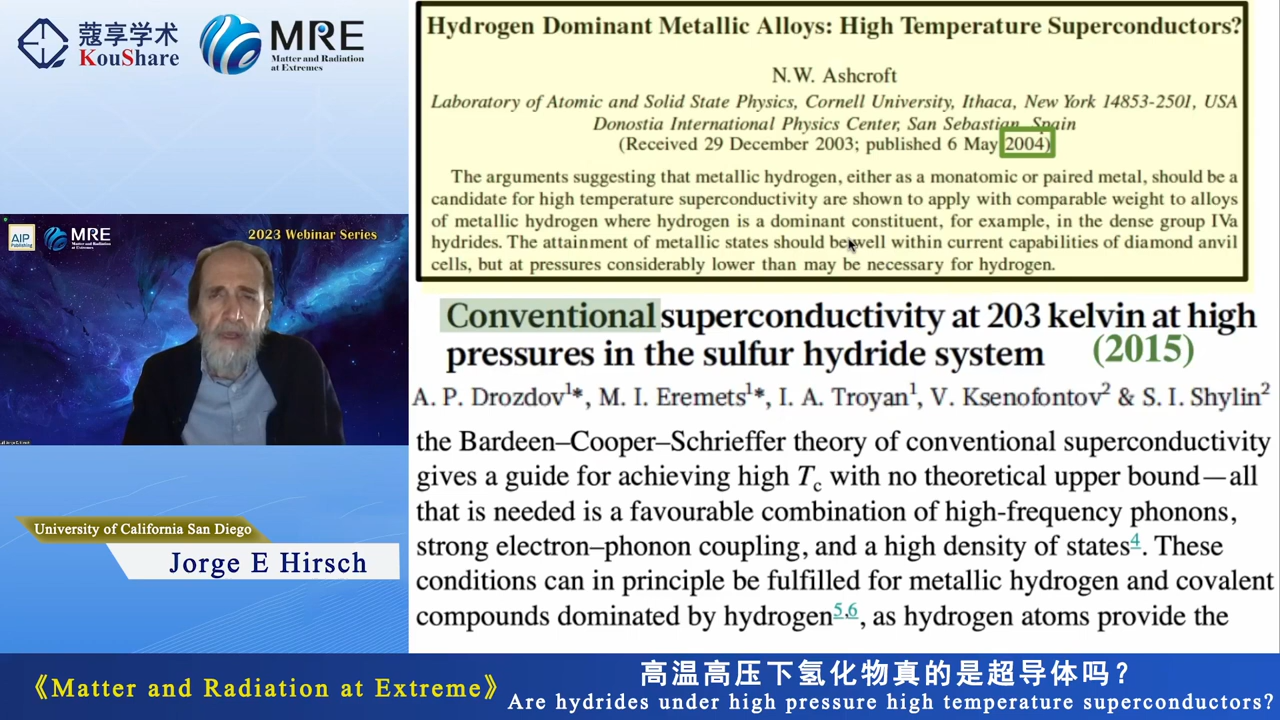 蔻享学术
KouShare
MRE
Matter and Radiation
at Extremes
Hydrogen Dominant Metallic Alloys: High Temperature Superconductors?
N.W. Ashcroft
Laboratory of Atomic and Solid State Physics, Cornell University, Ithaca, New York 14853-2501, USA
Donostia International Physics Center, San Sebastian, Spain
(Received 29 December 2003; published 6 May 2004)
The arguments suggesting that metallic hydrogen, either as a monatomic or paired metal, should be a
candidate for high temperature superconductivity are shown to apply with comparable weight to alloys
of metallic hydrogen where hydrogen is a dominant constituent, for example, in the dense group IVa
hydrides. The attainment of metallic states should be well within current capabilities of diamond anvil
cells, but at pressures considerably lower than may be necessary for hydrogen.
AIP
Publishing
MRE
Matter and Radiation
at Extremes
2023 Webinar Series
Conventional superconductivity at 203 kelvin at high
pressures in the sulfur hydride system (2015)
A. P. Drozdov¹*, M. I. Eremets¹*, I. A. Troyan¹, V. Ksenofontov² & S. I. Shylin²
the Bardeen–Cooper–Schrieffer theory of conventional superconductivity
gives a guide for achieving high Tc with no theoretical upper bound—all
that is needed is a favourable combination of high-frequency phonons,
strong electron–phonon coupling, and a high density of states⁴. These
conditions can in principle be fulfilled for metallic hydrogen and covalent
compounds dominated by hydrogen⁵,⁶, as hydrogen atoms provide the
University of California San Diego
Jorge E Hirsch
《Matter and Radiation at Extreme》
高温高压下氢化物真的是超导体吗？
Are hydrides under high pressure high temperature superconductors?